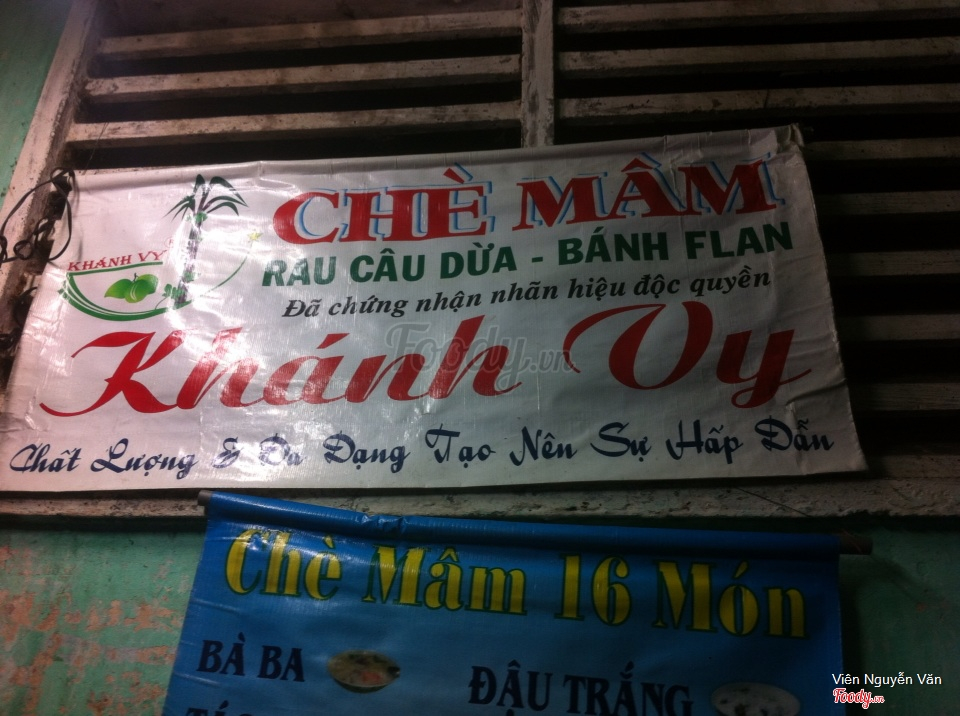 CHÈ MÂM
KHÁNH VY
RAU CÂU DỪA - BÁNH FLAN
Đã chứng nhận nhãn hiệu độc quyền
Khánh Vy
Chất Lượng & Đa Dạng Tạo Nên Sự Hấp Dẫn
Foody.vn
Chè Mâm 16 Món
BÀ BA
ĐẬU TRẮNG
Viên Nguyễn Văn
Foody.vn